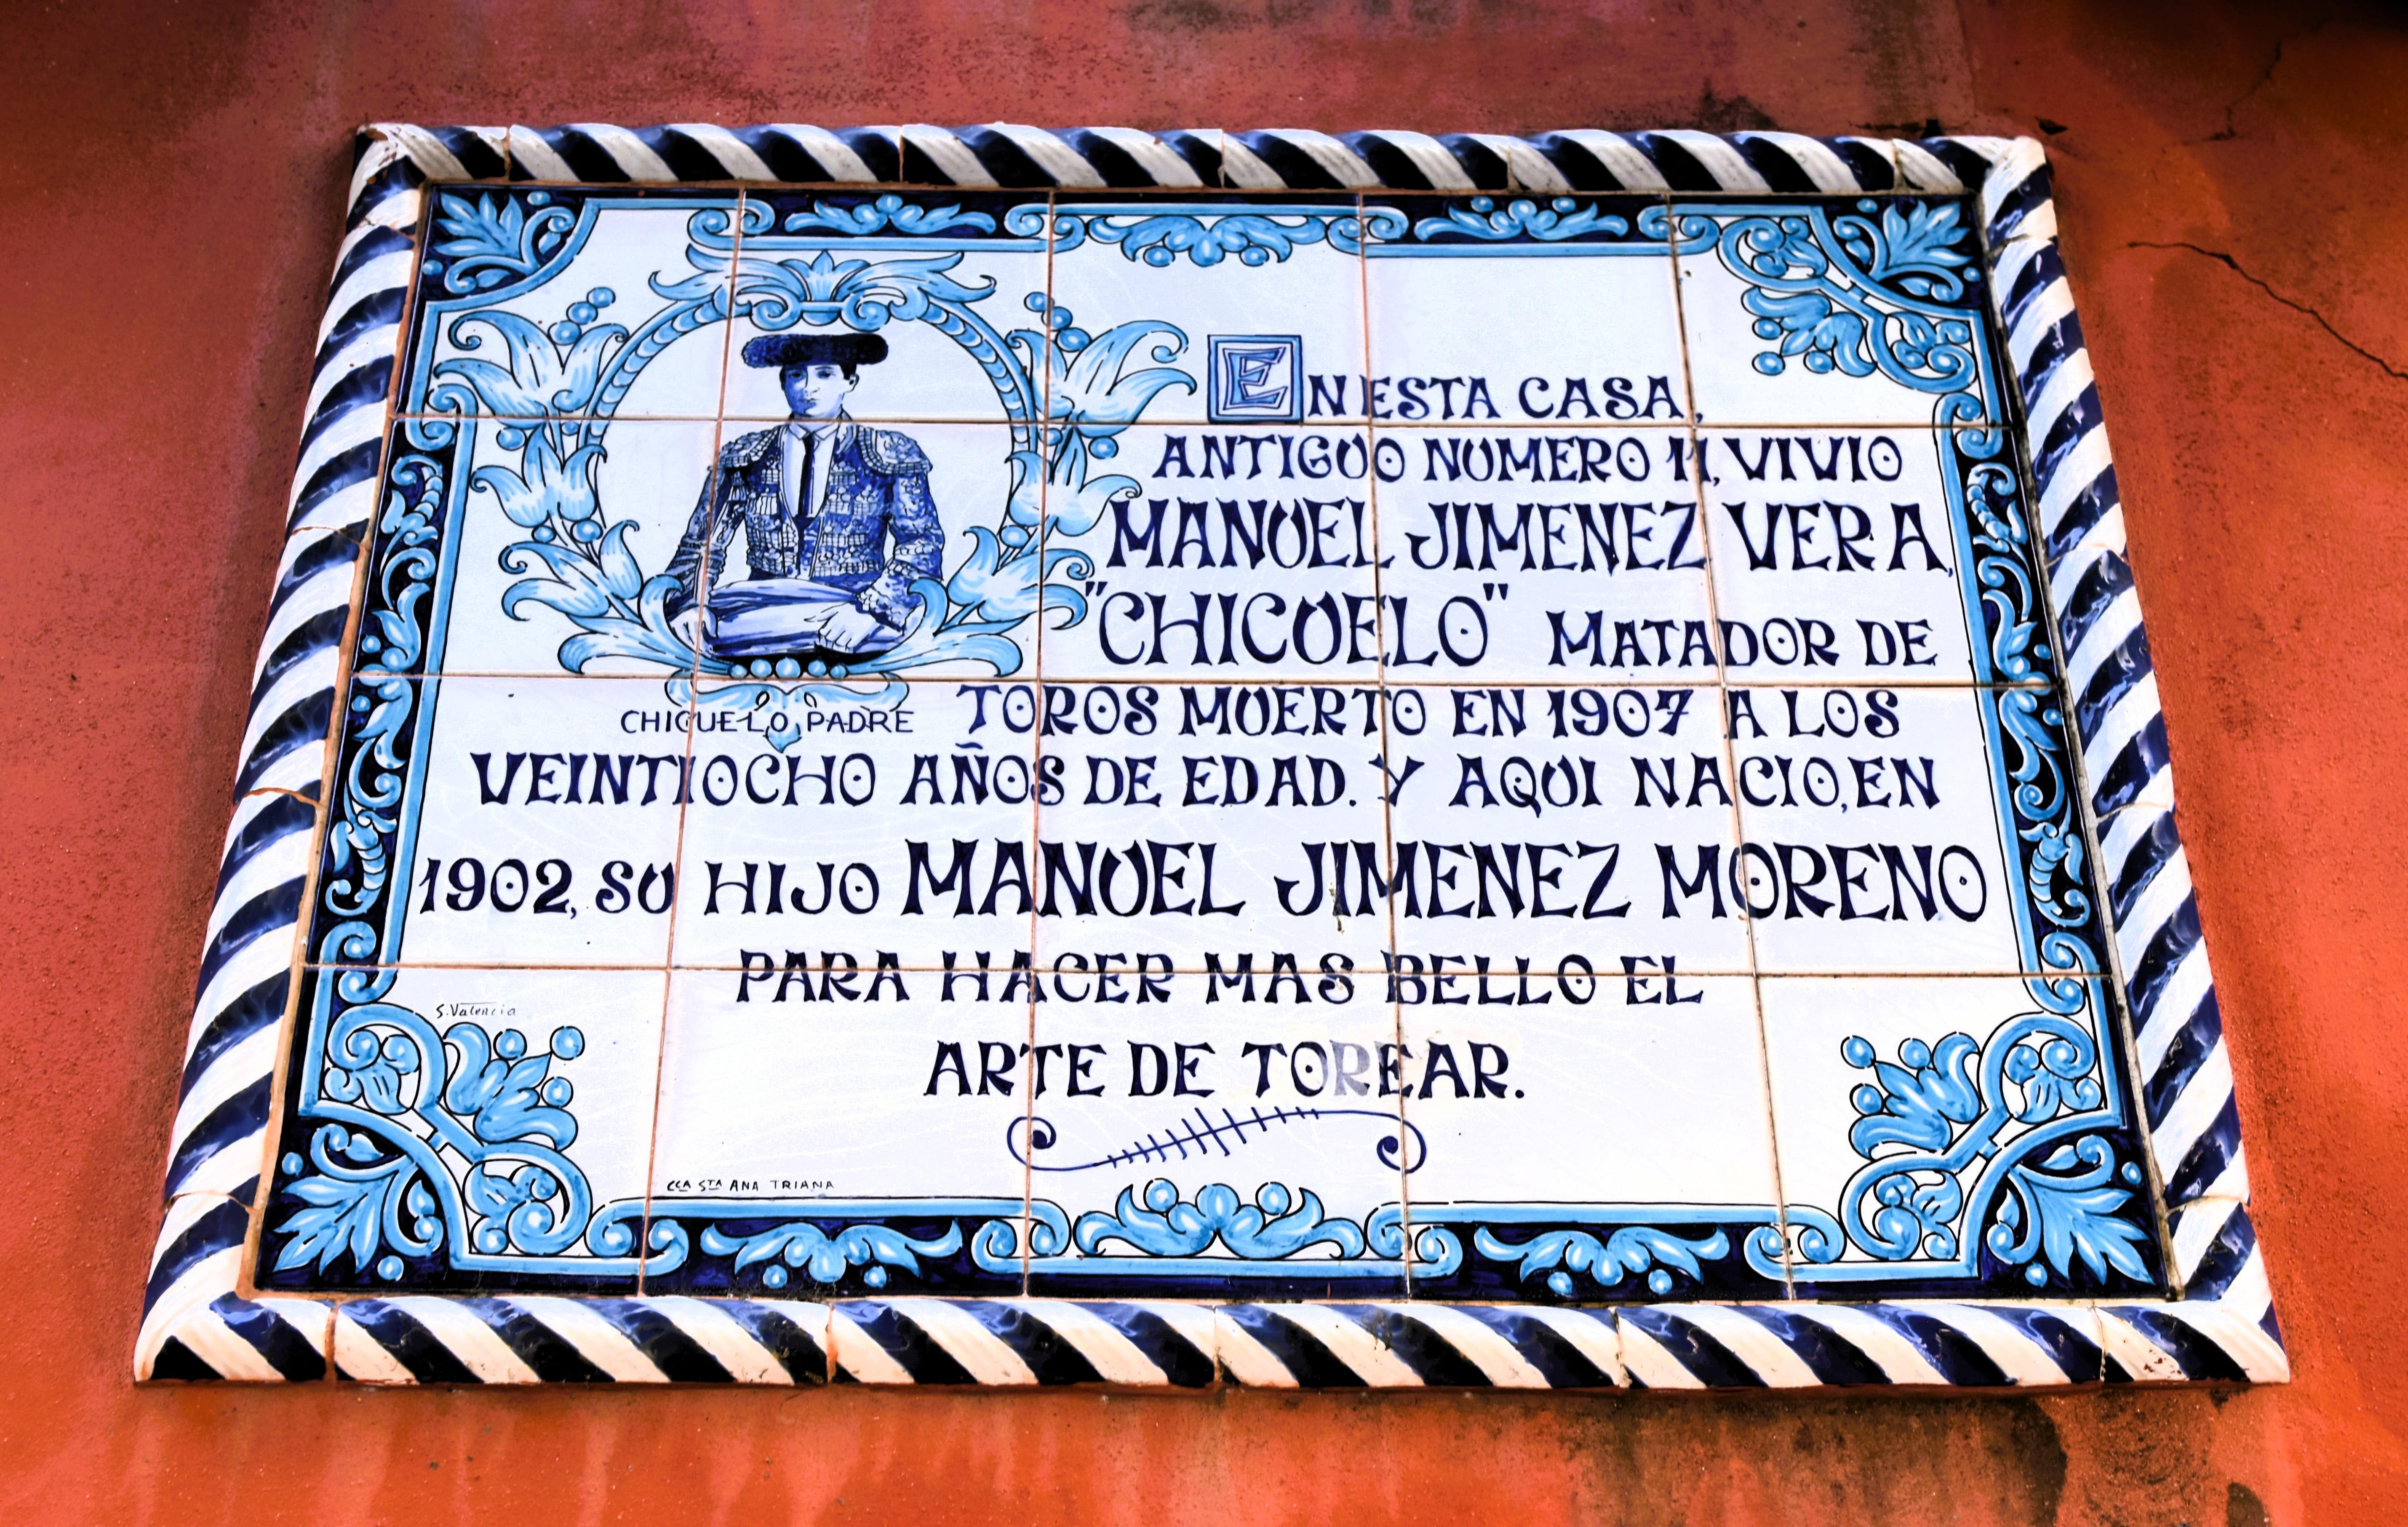 EN ESTA CASA,
ANTIGUO NUMERO 11, VIVIO
MANUEL JIMENEZ VERA,
"CHICUELO" MATADOR DE
CHICUELO PADRE
TOROS MUERTO EN 1907 A LOS
VEINTIOCHO AÑOS DE EDAD. Y AQUI NACIO, EN
1902, SU HIJO MANUEL JIMENEZ MORENO
PARA HACER MAS BELLO EL
S. Valencia
ARTE DE TOREAR.
CCA STA ANA TRIANA